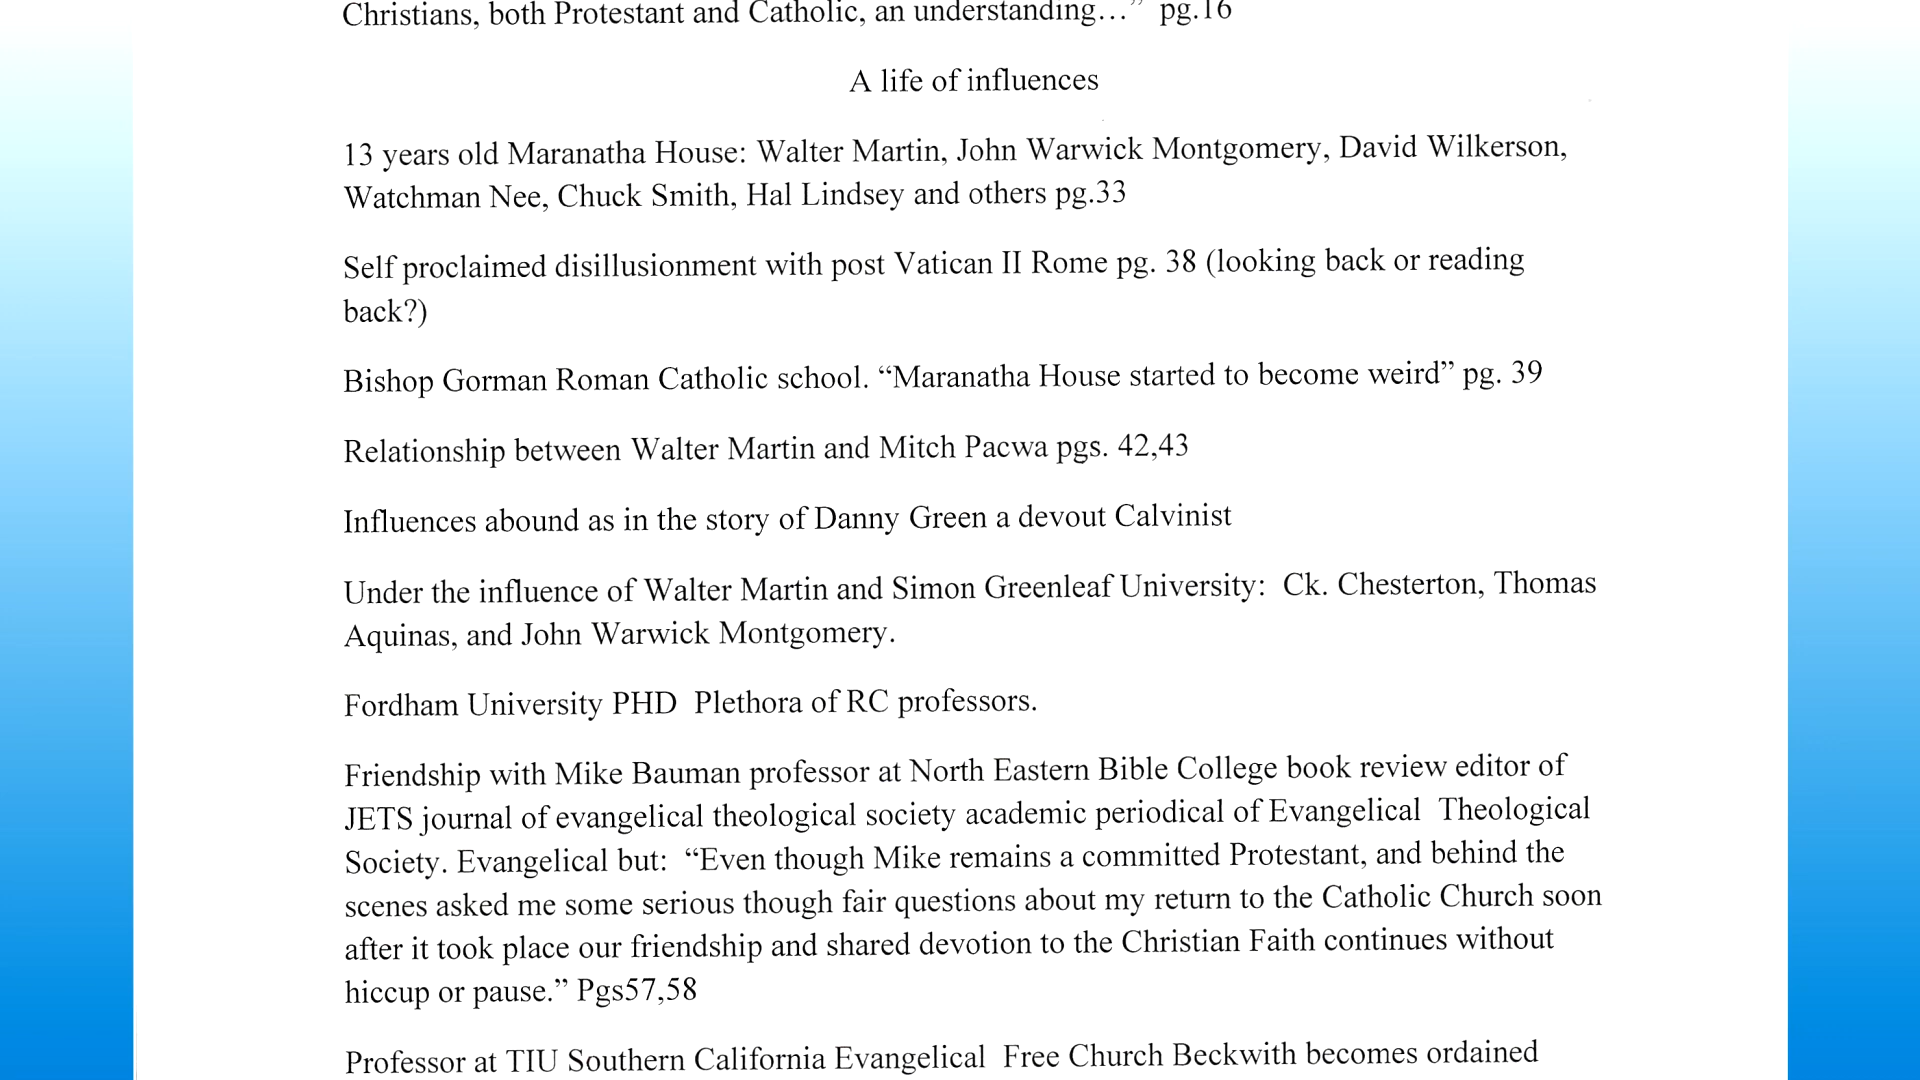 Christians, both Protestant and Catholic, an understanding…” pg.16
A life of influences
13 years old Maranatha House: Walter Martin, John Warwick Montgomery, David Wilkerson,
Watchman Nee, Chuck Smith, Hal Lindsey and others pg.33
Self proclaimed disillusionment with post Vatican II Rome pg. 38 (looking back or reading
back?)
Bishop Gorman Roman Catholic school. “Maranatha House started to become weird” pg. 39
Relationship between Walter Martin and Mitch Pacwa pgs. 42,43
Influences abound as in the story of Danny Green a devout Calvinist
Under the influence of Walter Martin and Simon Greenleaf University:  Ck. Chesterton, Thomas
Aquinas, and John Warwick Montgomery.
Fordham University PHD  Plethora of RC professors.
Friendship with Mike Bauman professor at North Eastern Bible College book review editor of
JETS journal of evangelical theological society academic periodical of Evangelical  Theological
Society. Evangelical but:  “Even though Mike remains a committed Protestant, and behind the
scenes asked me some serious though fair questions about my return to the Catholic Church soon
after it took place our friendship and shared devotion to the Christian Faith continues without
hiccup or pause.” Pgs57,58
Professor at TIU Southern California Evangelical  Free Church Beckwith becomes ordained